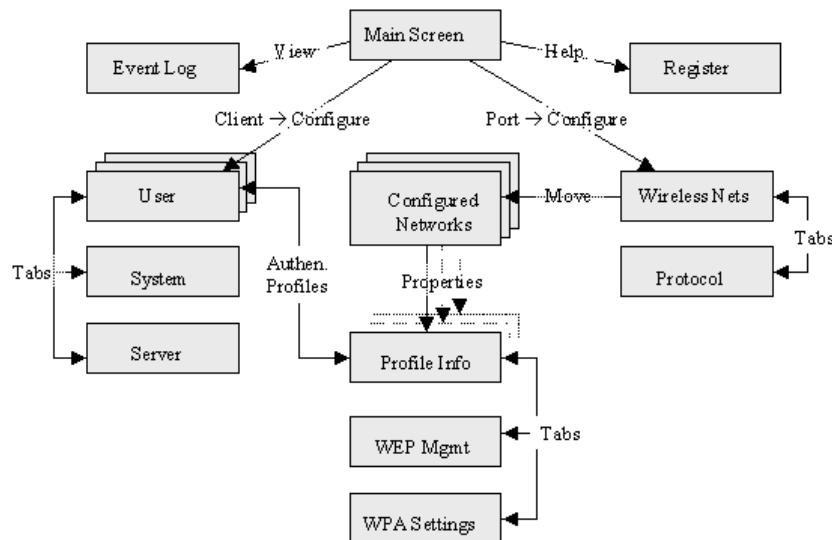 Main Screen
View
Help
Event Log
Register
Client → Configure
Port → Configure
User
Configured
Networks
Move
Wireless Nets
Tabs
System
Authen.
Profiles
Properties
Tabs
Protocol
Server
Profile Info
WEP Mgmt
Tabs
WPA Settings